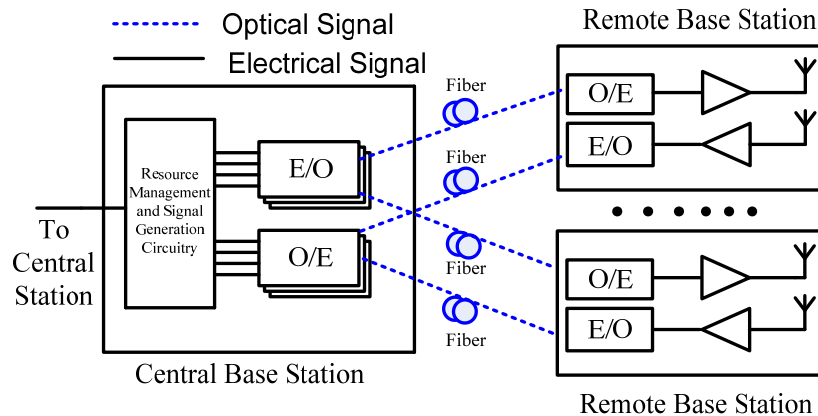 Optical Signal
Electrical Signal
Remote Base Station
Fiber
O/E
E/O
Resource
Management
and Signal
Generation
Circuitry
E/O
O/E
To
Central
Station
Fiber
Fiber
Fiber
O/E
E/O
Central Base Station
Remote Base Station